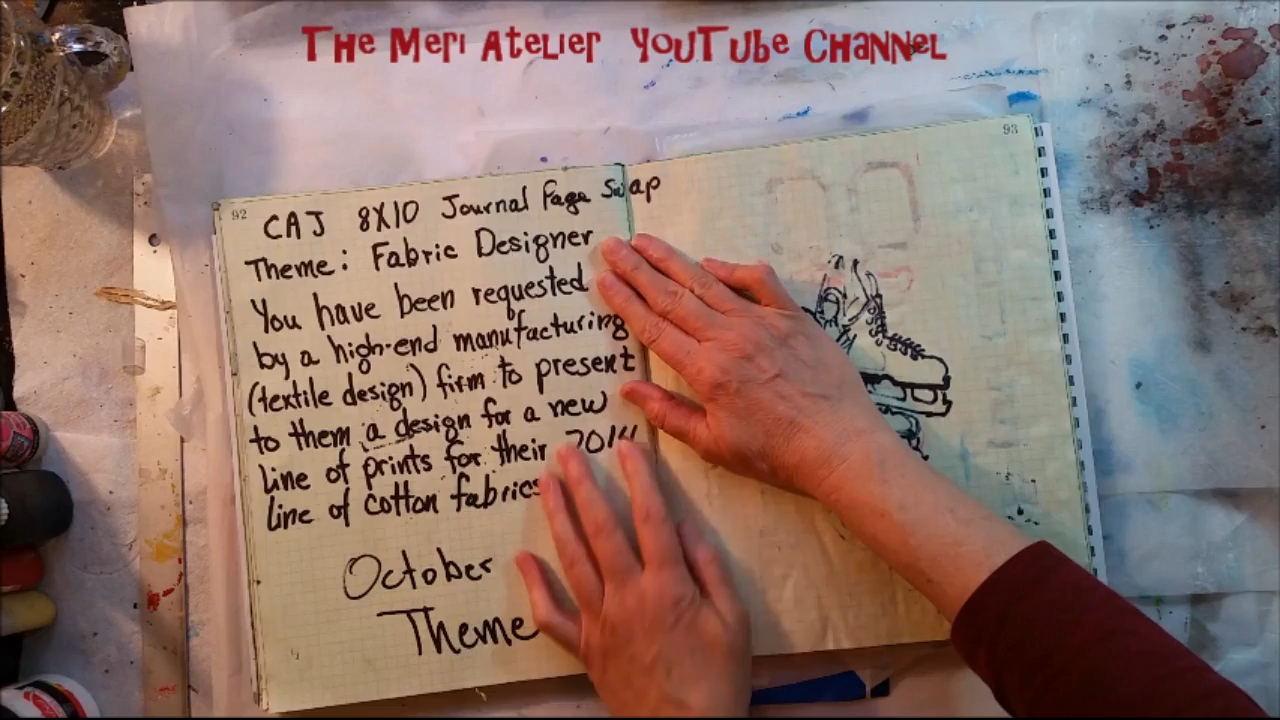 The Meri Atelier YouTube Channel
92
CAJ 8X10 Journal Page Swap
Theme: Fabric Designer
You have been requested
by a high-end manufacturing
(textile design) firm to present
to them a design for a new
line of prints for their 2014
line of cotton fabrics
October
Theme
93